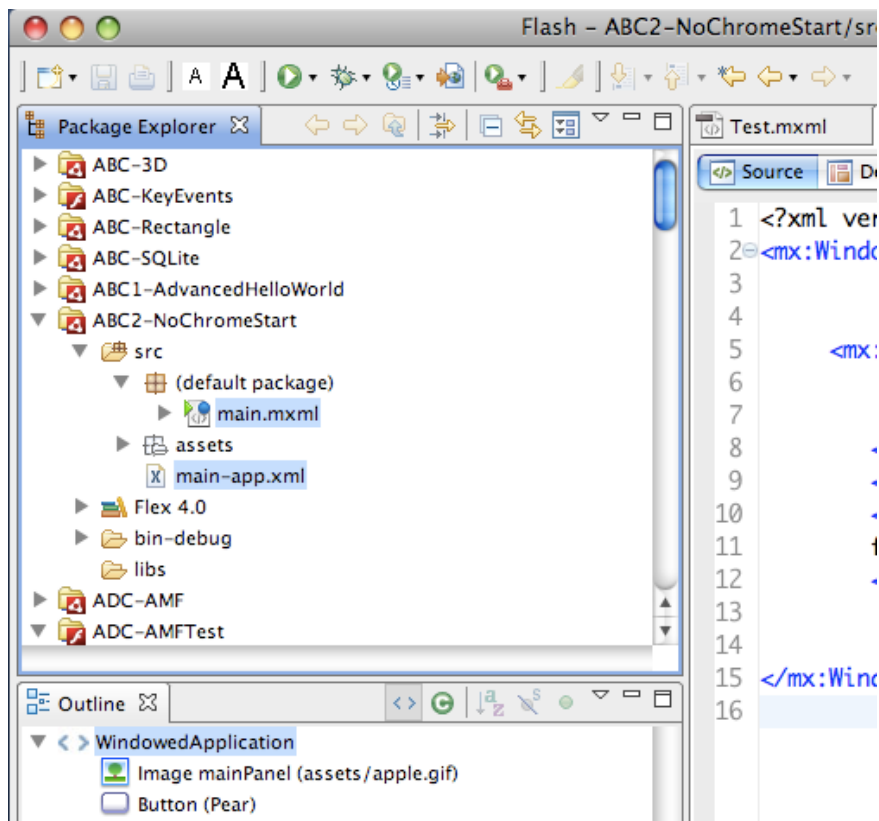 Flash - ABC2-NoChromeStart/sr
A A
Package Explorer
ABC-3D
ABC-KeyEvents
ABC-Rectangle
ABC-SQLite
ABC1-AdvancedHelloWorld
ABC2-NoChromeStart
src
(default package)
main.mxml
assets
main-app.xml
Flex 4.0
bin-debug
libs
ADC-AMF
ADC-AMFTest
Outline
WindowedApplication
Image mainPanel (assets/apple.gif)
Button (Pear)
Test.mxml
Source De
1 <?xml ver
2 <mx:Windo
3
4
5 <mx:
6
7
8 <
9 <
10 <
11 f
12 <
13
14
15 </mx:Wind
16